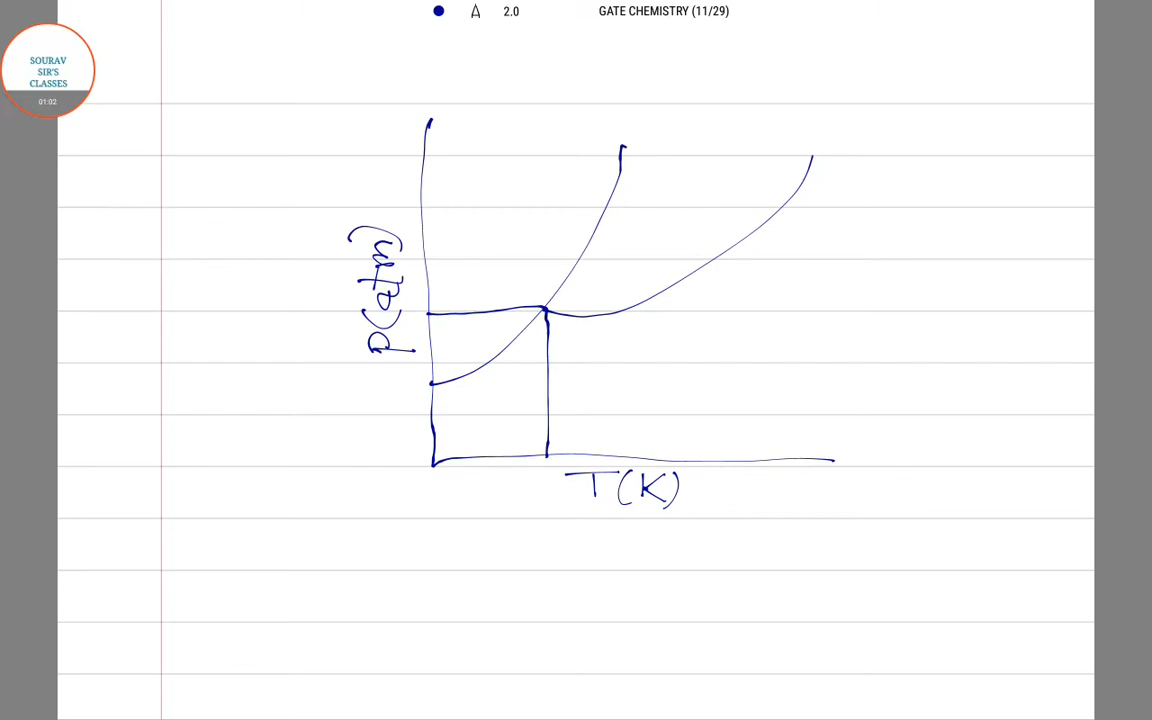 A 2.0 GATE CHEMISTRY (11/29)
SOURAV
SIR'S
CLASSES
01:02
P(atm)
T(K)